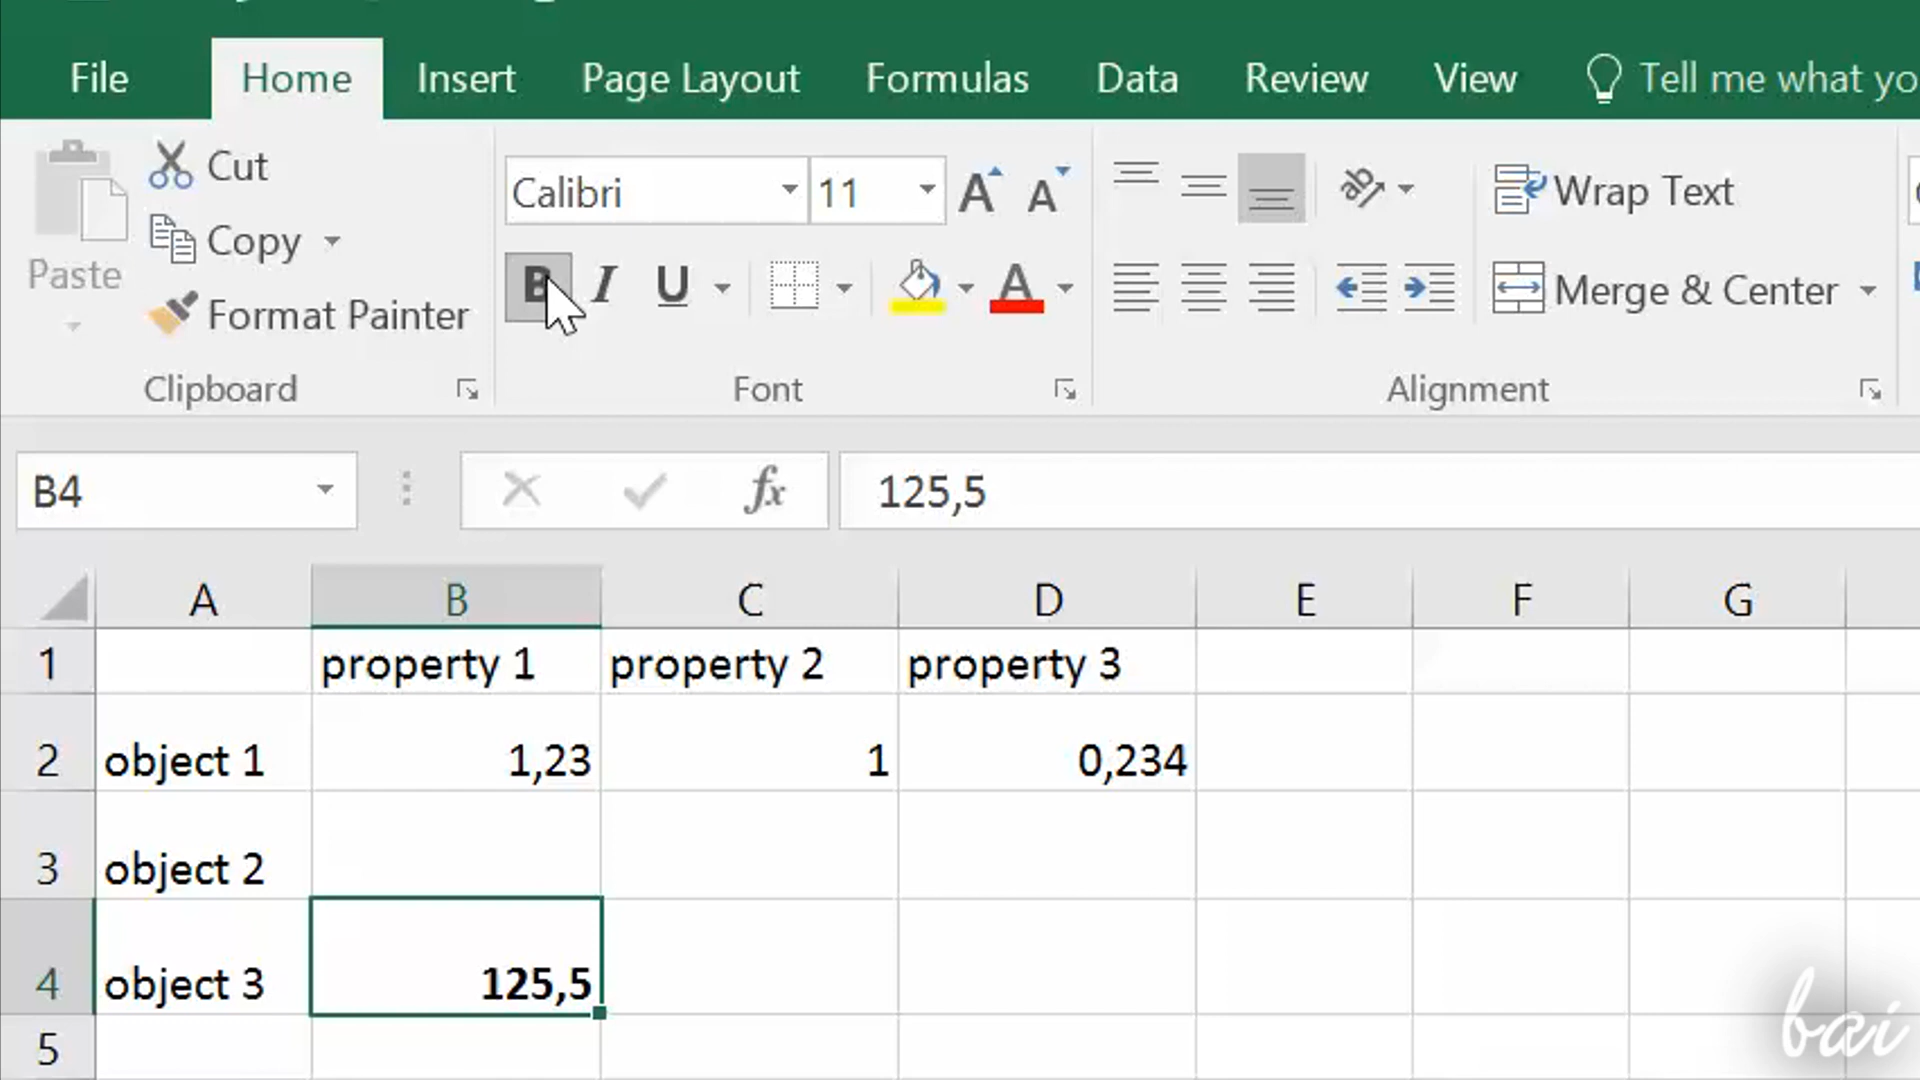 File Home Insert Page Layout Formulas Data Review View Tell me what yo
Cut
Calibri 11 A A Wrap Text
Copy
Paste
B I U A Merge & Center
Format Painter
Clipboard Font Alignment
B4 fx 125,5
A B C D E F G
1 property 1 property 2 property 3
2 object 1 1,23 1 0,234
3 object 2
4 object 3 125,5
5
bai